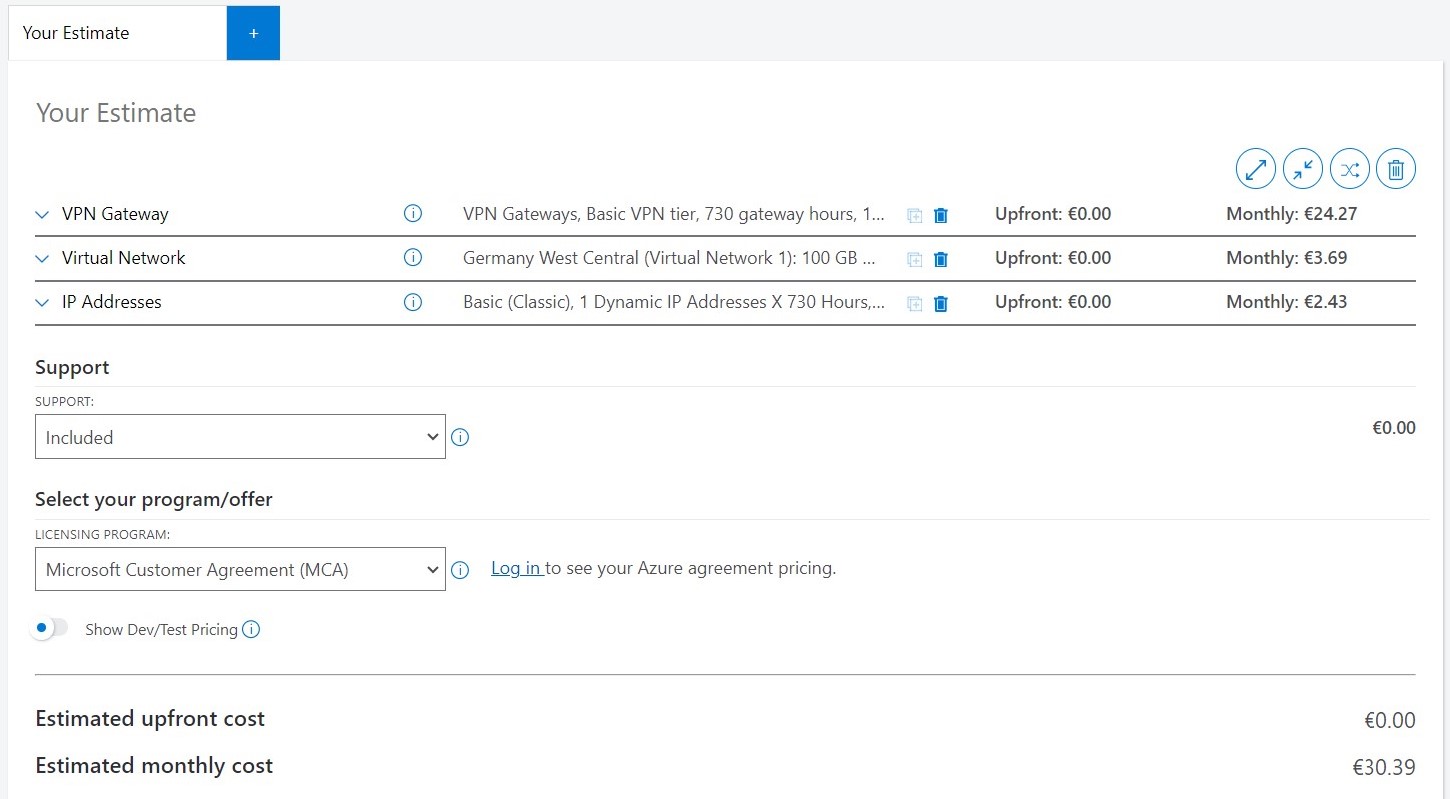 Your Estimate +
Your Estimate
VPN Gateway VPN Gateways, Basic VPN tier, 730 gateway hours, 1... Upfront: €0.00 Monthly: €24.27
Virtual Network Germany West Central (Virtual Network 1): 100 GB ... Upfront: €0.00 Monthly: €3.69
IP Addresses Basic (Classic), 1 Dynamic IP Addresses X 730 Hours,... Upfront: €0.00 Monthly: €2.43
Support
SUPPORT:
Included €0.00
Select your program/offer
LICENSING PROGRAM:
Microsoft Customer Agreement (MCA) Log in to see your Azure agreement pricing.
Show Dev/Test Pricing
Estimated upfront cost €0.00
Estimated monthly cost €30.39